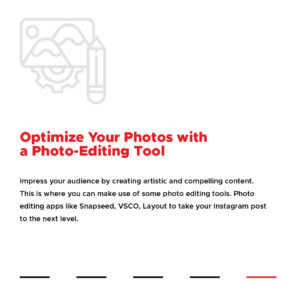 Optimize Your Photos with
a Photo-Editing Tool
Impress your audience by creating artistic and compelling content.
This is where you can make use of some photo editing tools. Photo
editing apps like Snapseed, VSCO, Layout to take your instagram post
to the next level.